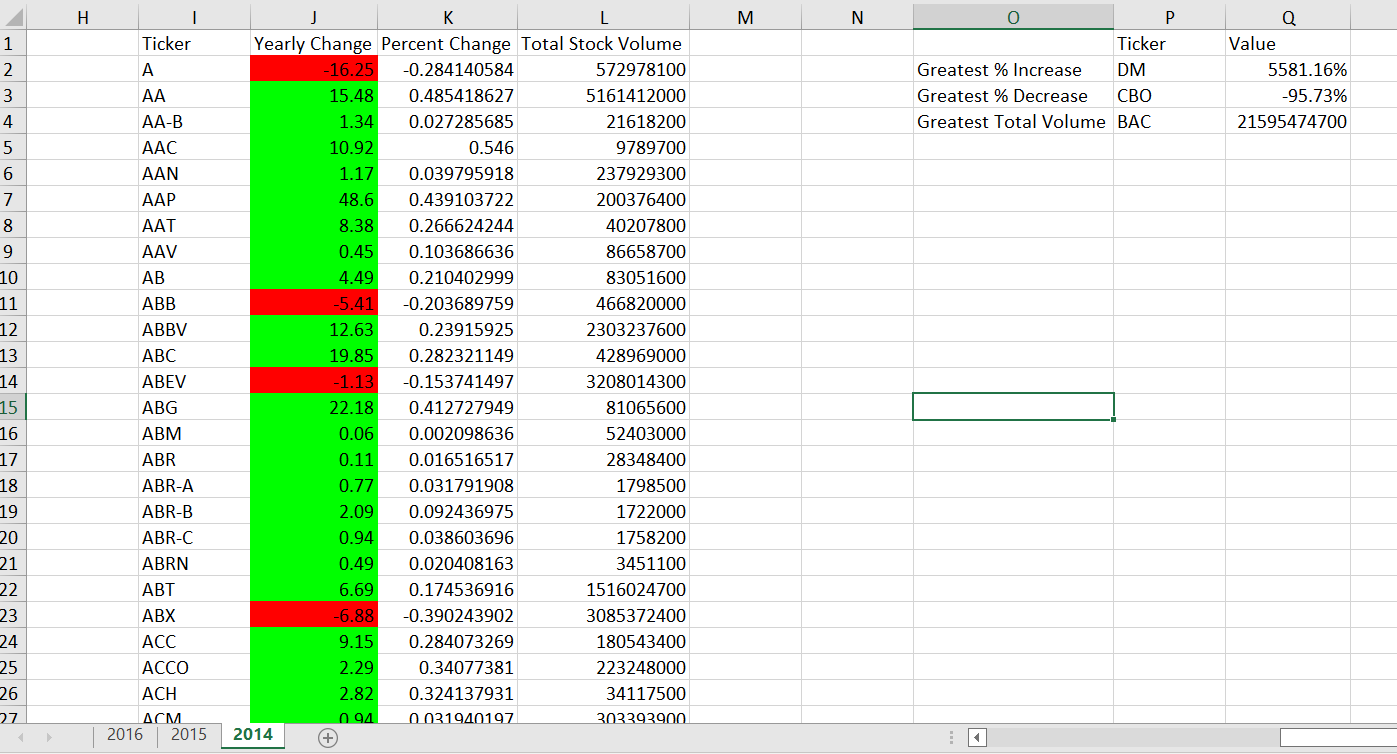 H I J K L M N O P Q
1 Ticker Yearly Change Percent Change Total Stock Volume Ticker Value
2 A -16.25 -0.284140584 572978100 Greatest % Increase DM 5581.16%
3 AA 15.48 0.485418627 5161412000 Greatest % Decrease CBO -95.73%
4 AA-B 1.34 0.027285685 21618200 Greatest Total Volume BAC 21595474700
5 AAC 10.92 0.546 9789700
6 AAN 1.17 0.039795918 237929300
7 AAP 48.6 0.439103722 200376400
8 AAT 8.38 0.266624244 40207800
9 AAV 0.45 0.103686636 86658700
10 AB 4.49 0.210402999 83051600
11 ABB -5.41 -0.203689759 466820000
12 ABBV 12.63 0.23915925 2303237600
13 ABC 19.85 0.282321149 428969000
14 ABEV -1.13 -0.153741497 3208014300
15 ABG 22.18 0.412727949 81065600
16 ABM 0.06 0.002098636 52403000
17 ABR 0.11 0.016516517 28348400
18 ABR-A 0.77 0.031791908 1798500
19 ABR-B 2.09 0.092436975 1722000
20 ABR-C 0.94 0.038603696 1758200
21 ABRN 0.49 0.020408163 3451100
22 ABT 6.69 0.174536916 1516024700
23 ABX -6.88 -0.390243902 3085372400
24 ACC 9.15 0.284073269 180543400
25 ACCO 2.29 0.34077381 223248000
26 ACH 2.82 0.324137931 34117500
27 ACM 0.94 0.031940197 303393900
2016 2015 2014